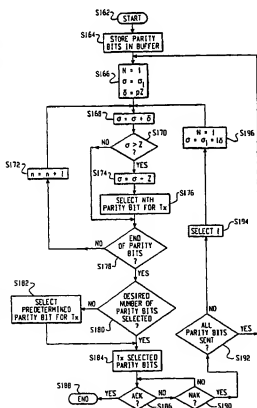 S162
START
S164
STORE PARITY
BITS IN BUFFER
S166
N = 1
σ = σ₁
δ = pZ
S168
σ = σ + δ
S170
σ > Z
?
NO
YES
S172
n = n + 1
S174
σ = σ - Z
SELECT NTH
PARITY BIT FOR Tx
S176
END
OF PARITY
BITS
?
NO
S178
YES
S182
SELECT
PREDETERMINED
PARITY BIT FOR Tx
DESIRED
NUMBER OF
PARITY BITS
SELECTED
?
NO
S180
YES
S184
Tx SELECTED
PARITY BITS
S188
END
YES
ACK
?
S186
NO
NAK
?
NO
YES
S190
ALL
PARITY BITS
SENT
?
NO
YES
S192
SELECT
S194
N = 1
S196